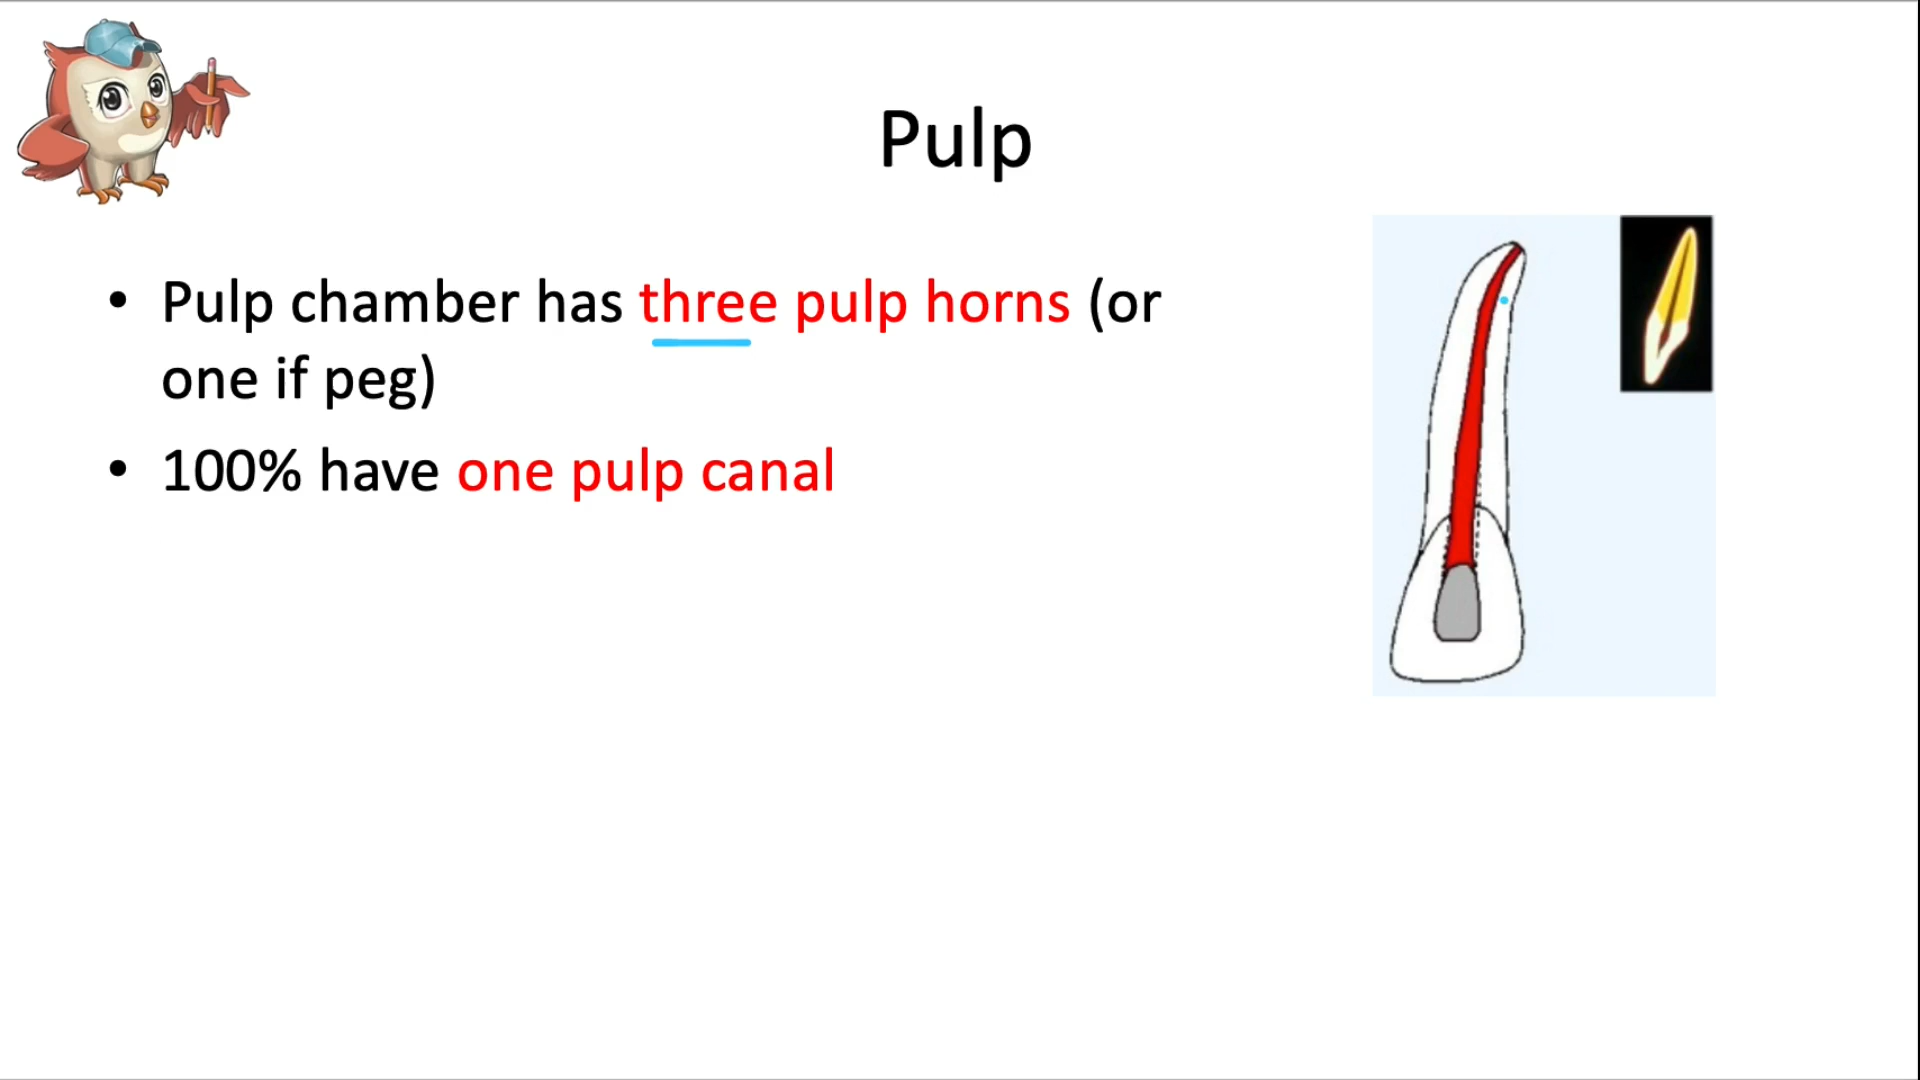 Pulp
• Pulp chamber has three pulp horns (or
one if peg)
• 100% have one pulp canal